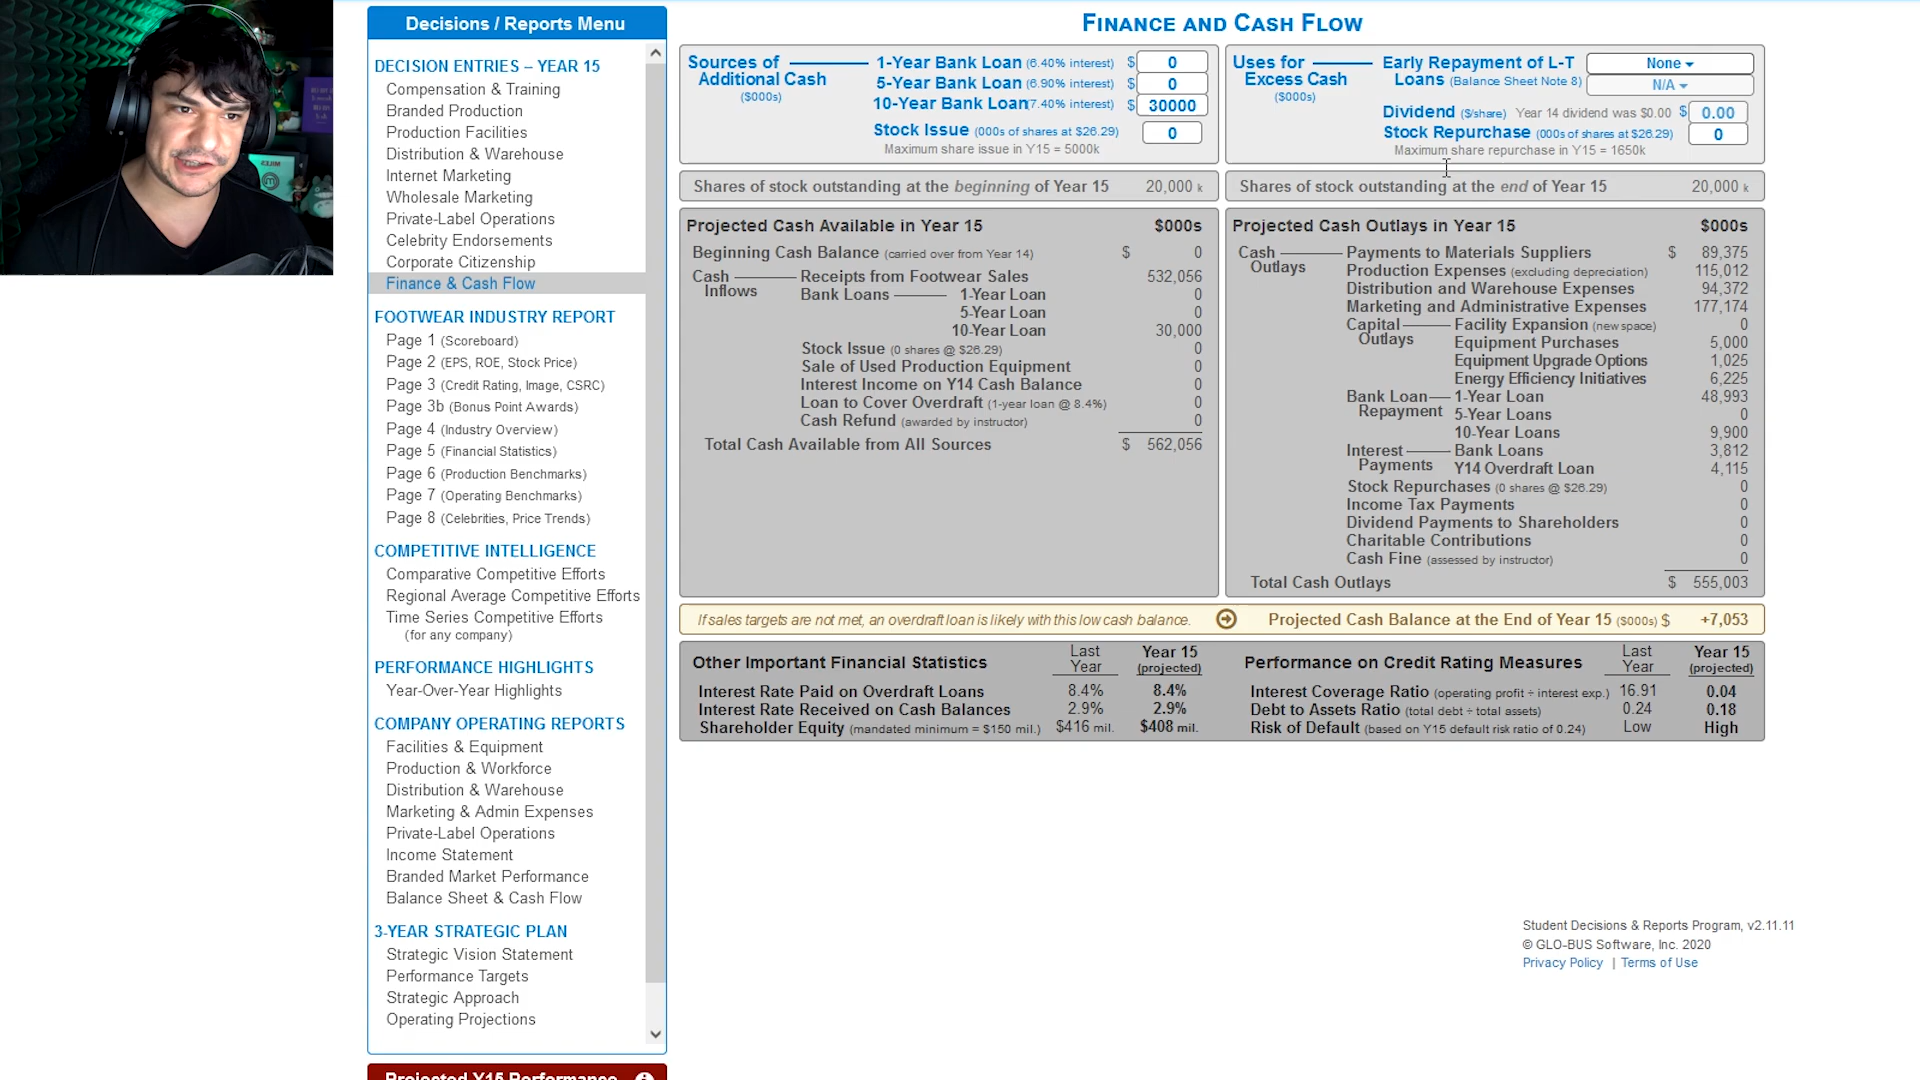 Decisions / Reports Menu
DECISION ENTRIES – YEAR 15
Compensation & Training
Branded Production
Production Facilities
Distribution & Warehouse
Internet Marketing
Wholesale Marketing
Private-Label Operations
Celebrity Endorsements
Corporate Citizenship
Finance & Cash Flow
FOOTWEAR INDUSTRY REPORT
Page 1 (Scoreboard)
Page 2 (EPS, ROE, Stock Price)
Page 3 (Credit Rating, Image, CSRC)
Page 3b (Bonus Point Awards)
Page 4 (Industry Overview)
Page 5 (Financial Statistics)
Page 6 (Production Benchmarks)
Page 7 (Operating Benchmarks)
Page 8 (Celebrities, Price Trends)
COMPETITIVE INTELLIGENCE
Comparative Competitive Efforts
Regional Average Competitive Efforts
Time Series Competitive Efforts
(for any company)
PERFORMANCE HIGHLIGHTS
Year-Over-Year Highlights
COMPANY OPERATING REPORTS
Facilities & Equipment
Production & Workforce
Distribution & Warehouse
Marketing & Admin Expenses
Private-Label Operations
Income Statement
Branded Market Performance
Balance Sheet & Cash Flow
3-YEAR STRATEGIC PLAN
Strategic Vision Statement
Performance Targets
Strategic Approach
Operating Projections
Projected Y15 Performance
FINANCE AND CASH FLOW
Sources of Additional Cash ($000s)
1-Year Bank Loan (6.40% interest) $ 0
5-Year Bank Loan (6.90% interest) $ 0
10-Year Bank Loan (7.40% interest) $ 30000
Stock Issue (000s of shares at $26.29) 0
Maximum share issue in Y15 = 5000k
Uses for Excess Cash ($000s)
Early Repayment of L-T None
Loans (Balance Sheet Note 8) N/A
Dividend ($/share) Year 14 dividend was $0.00 $ 0.00
Stock Repurchase (000s of shares at $26.29) 0
Maximum share repurchase in Y15 = 1650k
Shares of stock outstanding at the beginning of Year 15 20,000 k
Shares of stock outstanding at the end of Year 15 20,000 k
Projected Cash Available in Year 15 $000s
Beginning Cash Balance (carried over from Year 14) $ 0
Cash Inflows
Receipts from Footwear Sales 532,056
Bank Loans 1-Year Loan 0
5-Year Loan 0
10-Year Loan 30,000
Stock Issue (0 shares @ $26.29) 0
Sale of Used Production Equipment 0
Interest Income on Y14 Cash Balance 0
Loan to Cover Overdraft (1-year loan @ 8.4%) 0
Cash Refund (awarded by instructor) 0
Total Cash Available from All Sources $ 562,056
Projected Cash Outlays in Year 15 $000s
Cash Outlays
Payments to Materials Suppliers $ 89,375
Production Expenses (excluding depreciation) 115,012
Distribution and Warehouse Expenses 94,372
Marketing and Administrative Expenses 177,174
Capital Outlays
Facility Expansion (new space) 0
Equipment Purchases 5,000
Equipment Upgrade Options 1,025
Energy Efficiency Initiatives 6,225
Bank Loan Repayment
1-Year Loan 48,993
5-Year Loans 0
10-Year Loans 9,900
Interest Payments
Bank Loans 3,812
Y14 Overdraft Loan 4,115
Stock Repurchases (0 shares @ $26.29) 0
Income Tax Payments 0
Dividend Payments to Shareholders 0
Charitable Contributions 0
Cash Fine (assessed by instructor) 0
Total Cash Outlays $ 555,003
If sales targets are not met, an overdraft loan is likely with this low cash balance.
Projected Cash Balance at the End of Year 15 ($000s) $ +7,053
Other Important Financial Statistics Last Year Year 15 (projected)
Interest Rate Paid on Overdraft Loans 8.4% 8.4%
Interest Rate Received on Cash Balances 2.9% 2.9%
Shareholder Equity (mandated minimum = $150 mil.) $416 mil. $408 mil.
Performance on Credit Rating Measures Last Year Year 15 (projected)
Interest Coverage Ratio (operating profit ÷ interest exp.) 16.91 0.04
Debt to Assets Ratio (total debt ÷ total assets) 0.24 0.18
Risk of Default (based on Y15 default risk ratio of 0.24) Low High
Student Decisions & Reports Program, v2.11.11
© GLO-BUS Software, Inc. 2020
Privacy Policy | Terms of Use